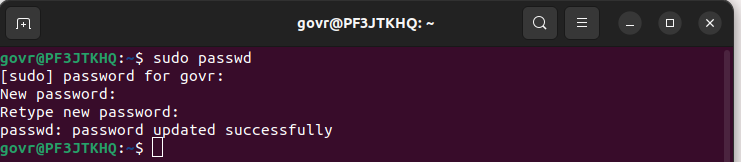 govr@PF3JTKHQ: ~
govr@PF3JTKHQ:~$ sudo passwd
[sudo] password for govr:
New password:
Retype new password:
passwd: password updated successfully
govr@PF3JTKHQ:~$